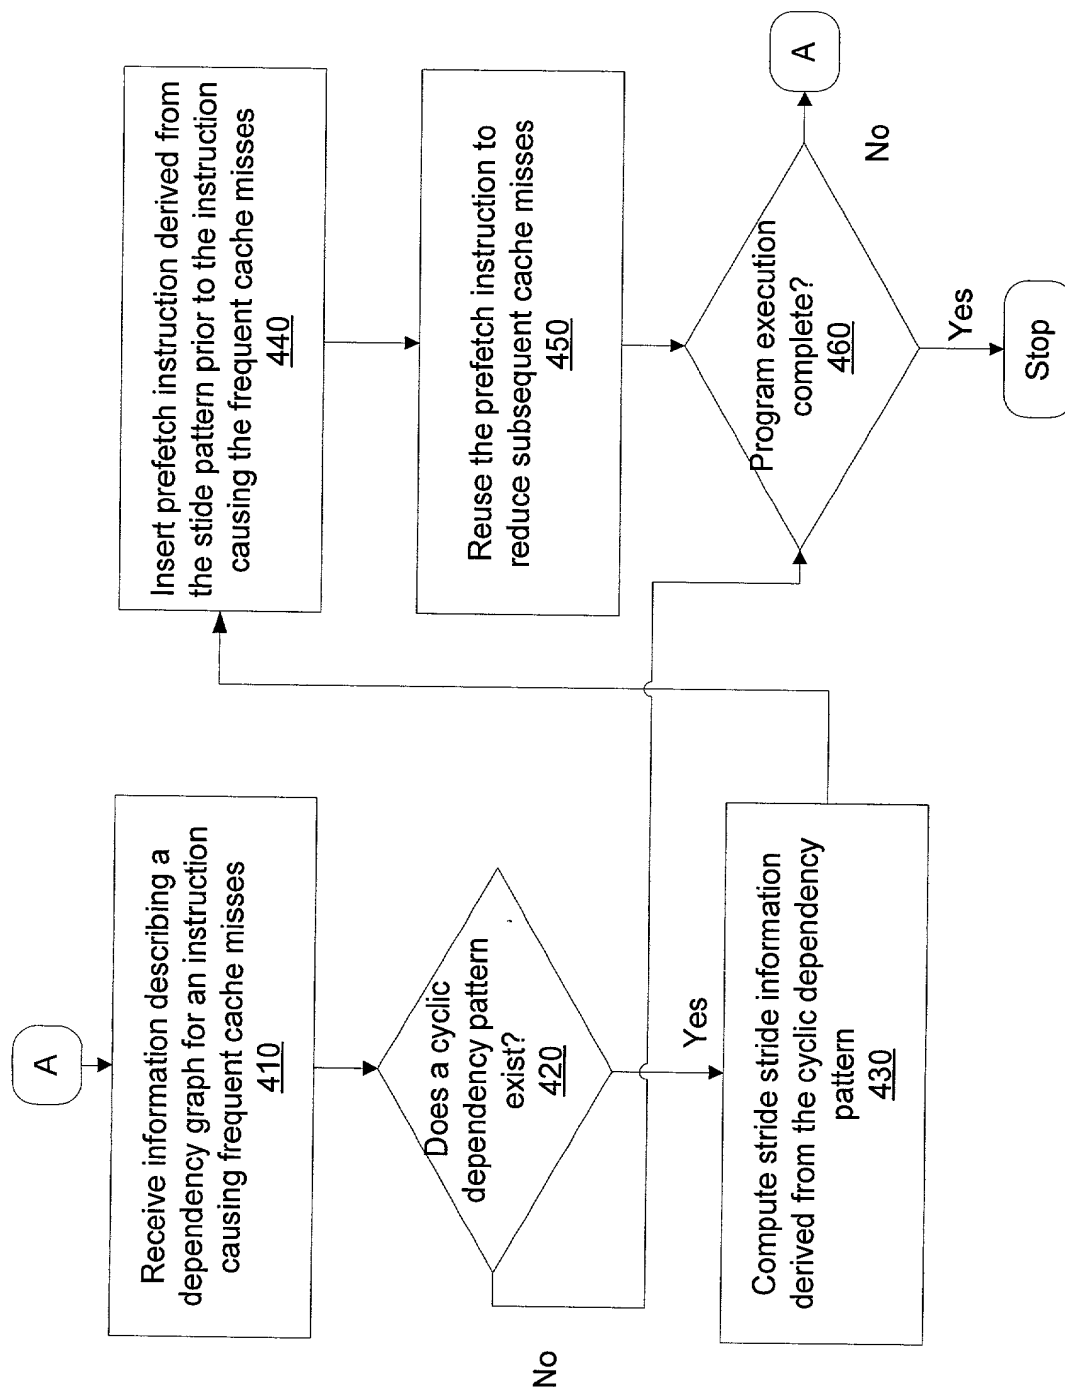 A
Receive information describing a
dependency graph for an instruction
causing frequent cache misses
410
Does a cyclic
dependency pattern
exist?
420
No
Yes
Compute stride stride information
derived from the cyclic dependency
pattern
430
Insert prefetch instruction derived from
the stide pattern prior to the instruction
causing the frequent cache misses
440
Reuse the prefetch instruction to
reduce subsequent cache misses
450
Program execution
complete?
460
No
A
Yes
Stop